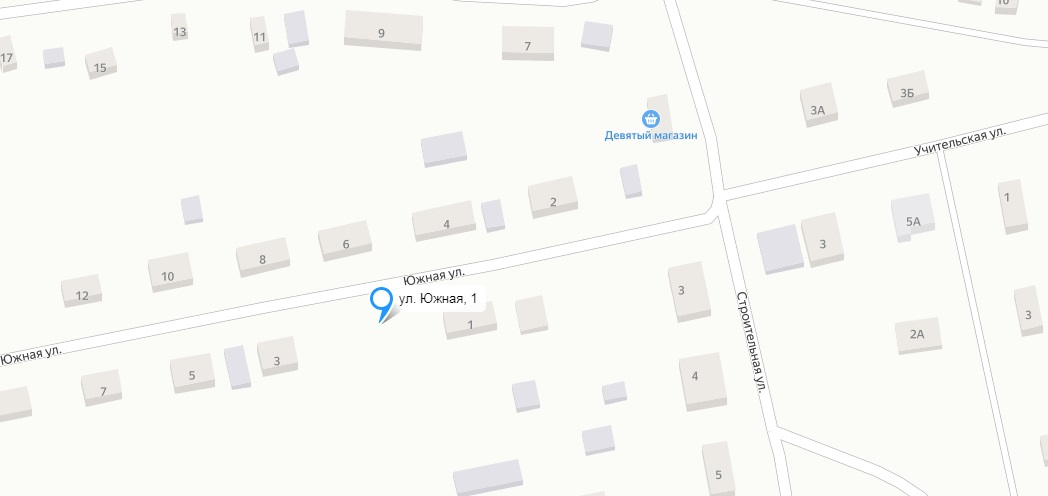 10
13
11
9
7
17
15
3А
3Б
Девятый магазин
Учительская ул.
2
4
6
8
10
12
1
5А
3
Южная ул.
ул. Южная, 1
3
1
3
Строительная ул.
2А
Южная ул.
3
5
7
4
5